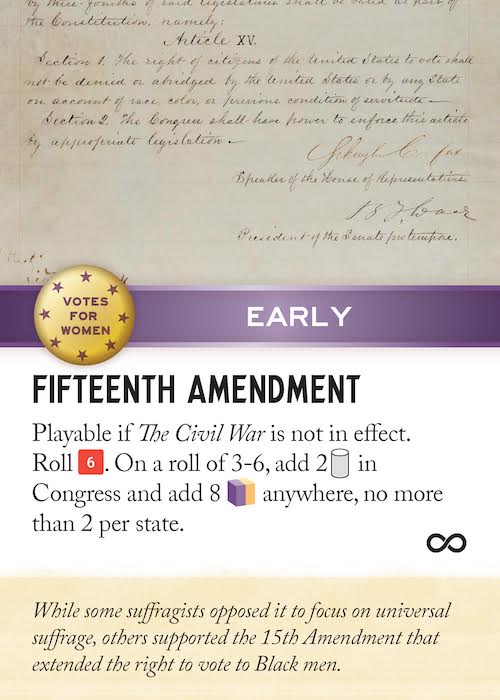 by three-fourths of said legislatures shall be valid as part of
the Constitution, namely:
Article XV.
Section 1. The right of citizens of the United States to vote shall
not be denied or abridged by the United States or by any State
on account of race, color, or previous condition of servitude—
Section 2. The Congress shall have power to enforce this article
by appropriate legislation—
Schuyler Colfax
Speaker of the House of Representatives.
President of the Senate pro tempore.
VOTES
FOR
WOMEN
EARLY
FIFTEENTH AMENDMENT
Playable if The Civil War is not in effect.
Roll 6. On a roll of 3-6, add 2 in
Congress and add 8 anywhere, no more
than 2 per state.
∞
While some suffragists opposed it to focus on universal
suffrage, others supported the 15th Amendment that
extended the right to vote to Black men.